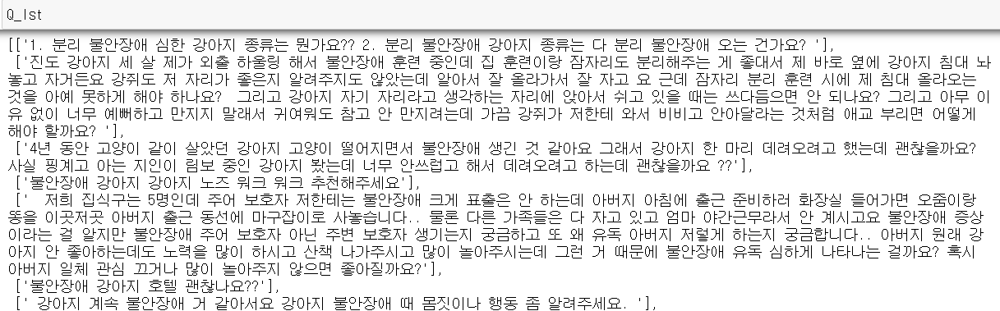 Q_lst
[['1. 분리 불안장애 심한 강아지 종류는 뭔가요?? 2. 분리 불안장애 강아지 종류는 다 분리 불안장애 오는 건가요? '],
['진도 강아지 세 살 제가 외출 하울링 해서 불안장애 훈련 중인데 집 훈련이랑 잠자리도 분리해주는 게 좋대서 제 바로 옆에 강아지 침대 놔
놓고 자거든요 강쥐도 저 자리가 좋은지 알려주지도 않았는데 알아서 잘 올라가서 잘 자고 요 근데 잠자리 분리 훈련 시에 제 침대 올라오는
것을 아예 못하게 해야 하나요?  그리고 강아지 자기 자리라고 생각하는 자리에 앉아서 쉬고 있을 때는 쓰다듬으면 안 되나요? 그리고 아무 이
유 없이 너무 예뻐하고 만지지 말래서 귀여워도 참고 안 만지려는데 가끔 강쥐가 저한테 와서 비비고 안아달라는 것처럼 애교 부리면 어떻게
해야 할까요? '],
['4년 동안 고양이 같이 살았던 강아지 고양이 떨어지면서 불안장애 생긴 것 같아요 그래서 강아지 한 마리 데려오려고 했는데 괜찮을까요?
사실 핑계고 아는 지인이 림보 중인 강아지 봤는데 너무 안쓰럽고 해서 데려오려고 하는데 괜찮을까요 ??'],
['불안장애 강아지 강아지 노즈 워크 워크 추천해주세요'],
['  저희 집식구는 5명인데 주어 보호자 저한테는 불안장애 크게 표출은 안 하는데 아버지 아침에 출근 준비하려 화장실 들어가면 오줌이랑
똥을 이곳저곳 아버지 출근 동선에 마구잡이로 사놓습니다.. 물론 다른 가족들은 다 자고 있고 엄마 야간근무라서 안 계시고요 불안장애 증상
이라는 걸 알지만 불안장애 주어 보호자 아닌 주변 보호자 생기는지 궁금하고 또 왜 유독 아버지 저렇게 하는지 궁금합니다.. 아버지 원래 강
아지 안 좋아하는데도 노력을 많이 하시고 산책 나가주시고 많이 놀아주시는데 그런 거 때문에 불안장애 유독 심하게 나타나는 걸까요? 혹시
아버지 일체 관심 끄거나 많이 놀아주지 않으면 좋아질까요?'],
['불안장애 강아지 호텔 괜찮나요??'],
[' 강아지 계속 불안장애 거 같아서요 강아지 불안장애 때 몸짓이나 행동 좀 알려주세요. '],